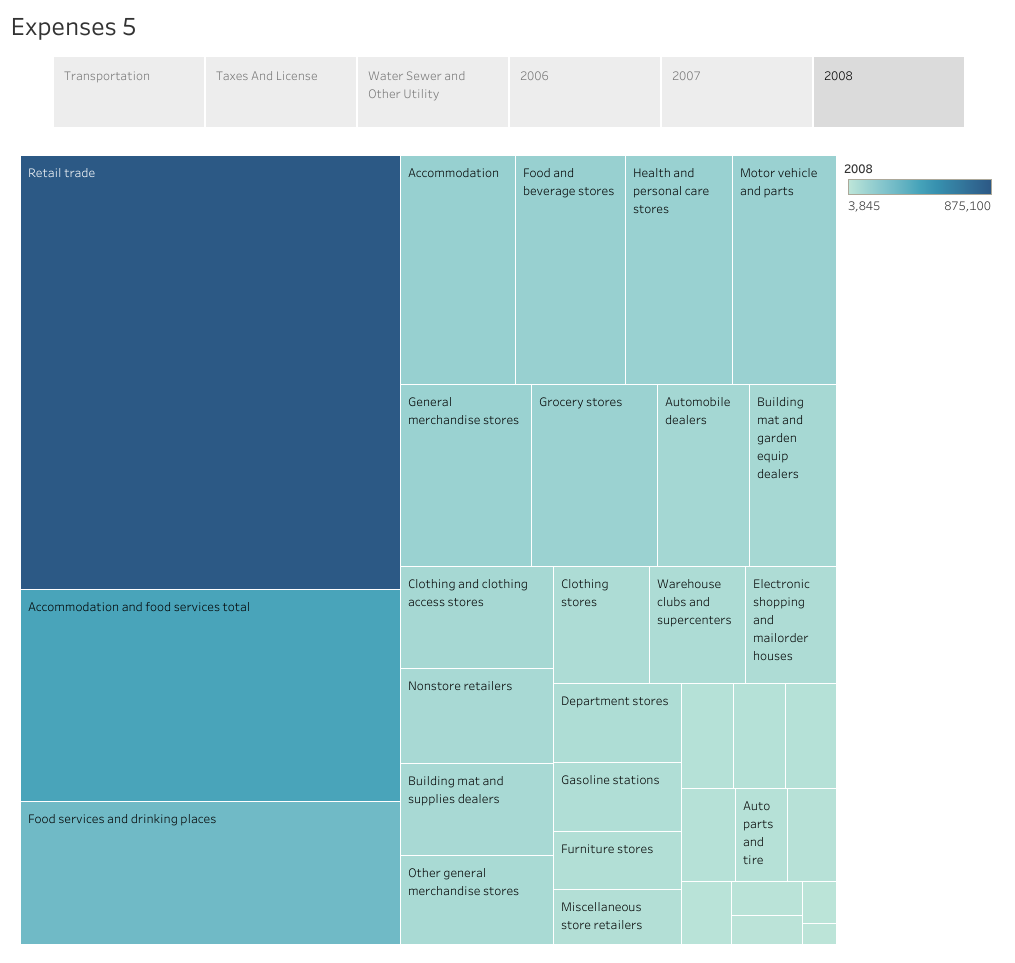 Expenses 5
Transportation
Taxes And License
Water Sewer and
Other Utility
2006
2007
2008
Retail trade
Accommodation and food services total
Food services and drinking places
Accommodation
Food and
beverage stores
Health and
personal care
stores
Motor vehicle
and parts
General
merchandise stores
Grocery stores
Automobile
dealers
Building
mat and
garden
equip
dealers
Clothing and clothing
access stores
Clothing
stores
Warehouse
clubs and
supercenters
Electronic
shopping
and
mailorder
houses
Nonstore retailers
Building mat and
supplies dealers
Other general
merchandise stores
Department stores
Gasoline stations
Furniture stores
Miscellaneous
store retailers
Auto
parts
and
tire
2008
3,845
875,100